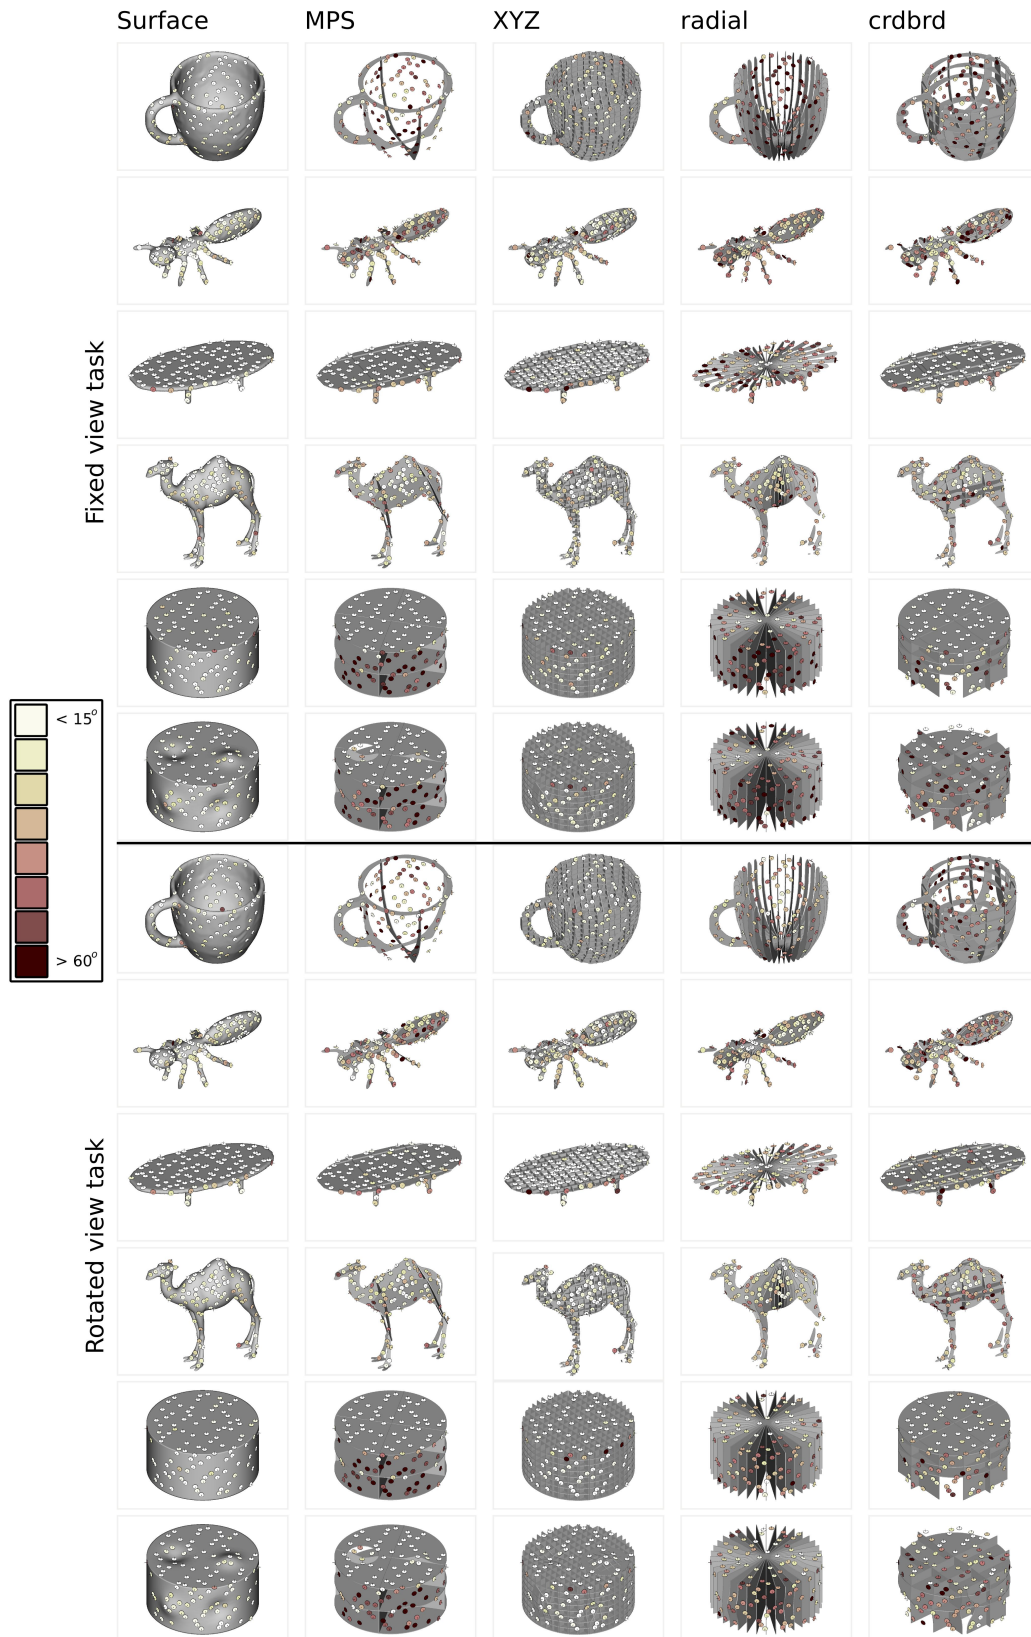 Surface MPS XYZ radial crdbrd
Fixed view task
< 15°
> 60°
Rotated view task